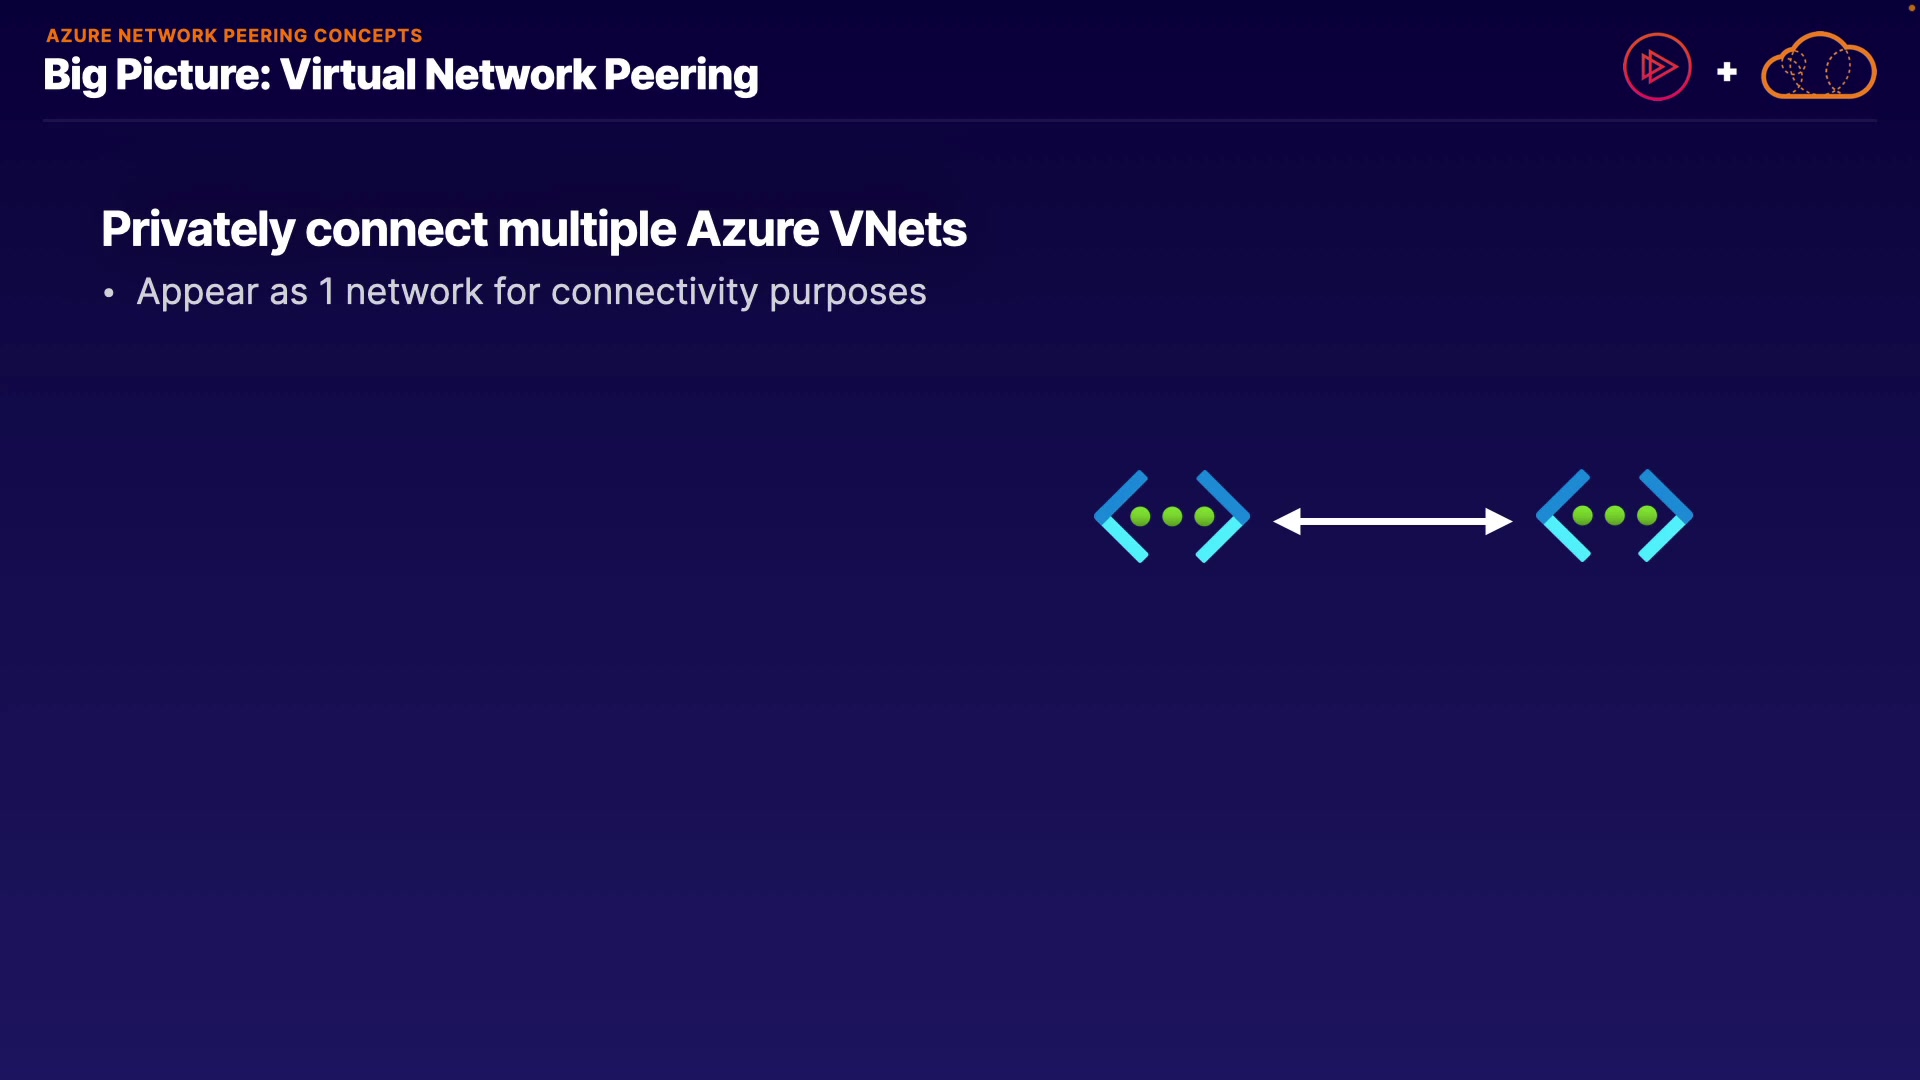 AZURE NETWORK PEERING CONCEPTS
Big Picture: Virtual Network Peering
Privately connect multiple Azure VNets
• Appear as 1 network for connectivity purposes